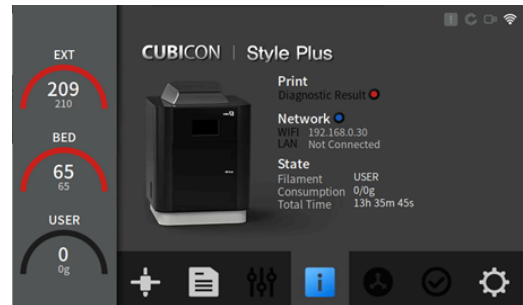 EXT
209
210
BED
65
65
USER
0
0g
CUBICON | Style Plus
Print
Diagnostic Result
Network
WIFI 192.168.0.30
LAN Not Connected
State
Filament USER
Consumption 0/0g
Total Time 13h 35m 45s